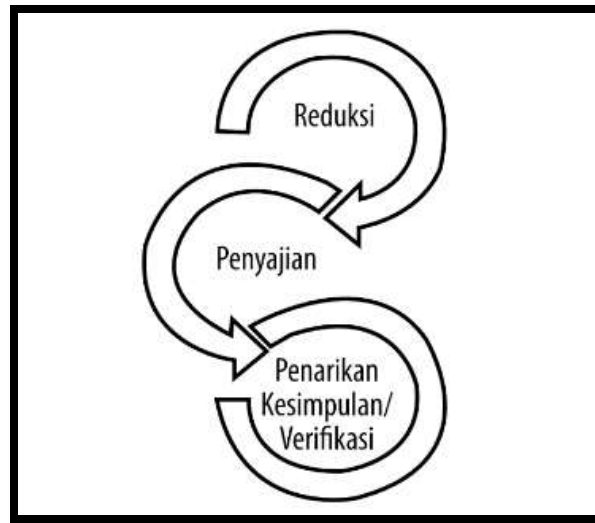 Reduksi
Penyajian
Penarikan
Kesimpulan/
Verifikasi